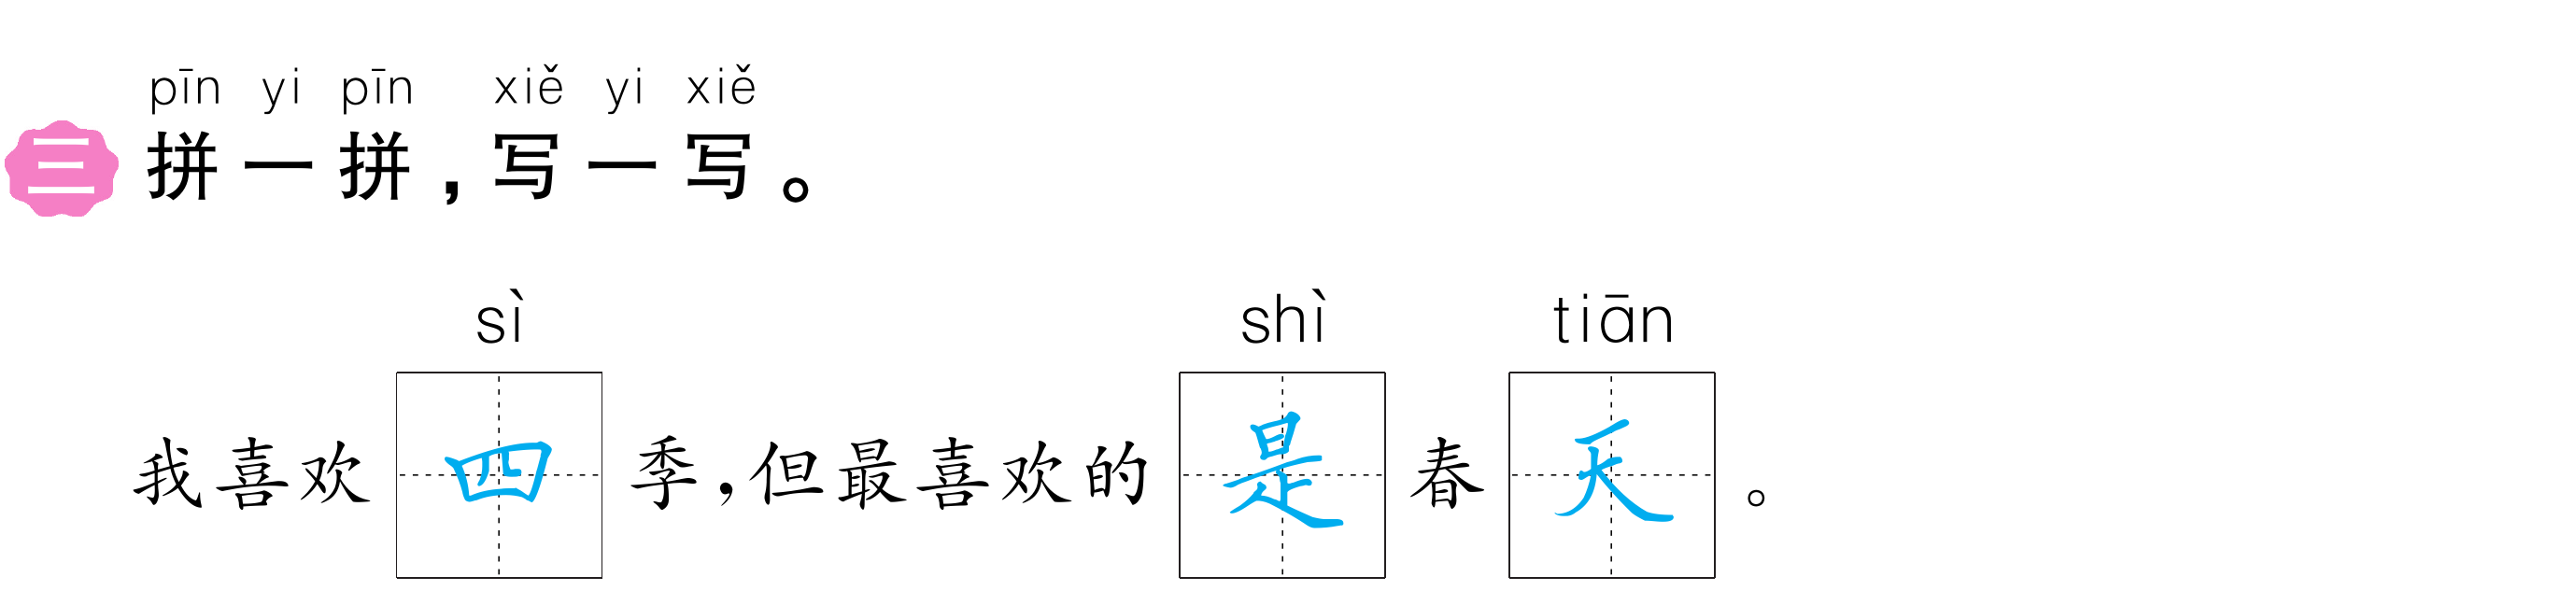 pīn yi pīn xiě yi xiě
三 拼一拼，写一写。
sì shì tiān
我喜欢四季，但最喜欢的是春天。